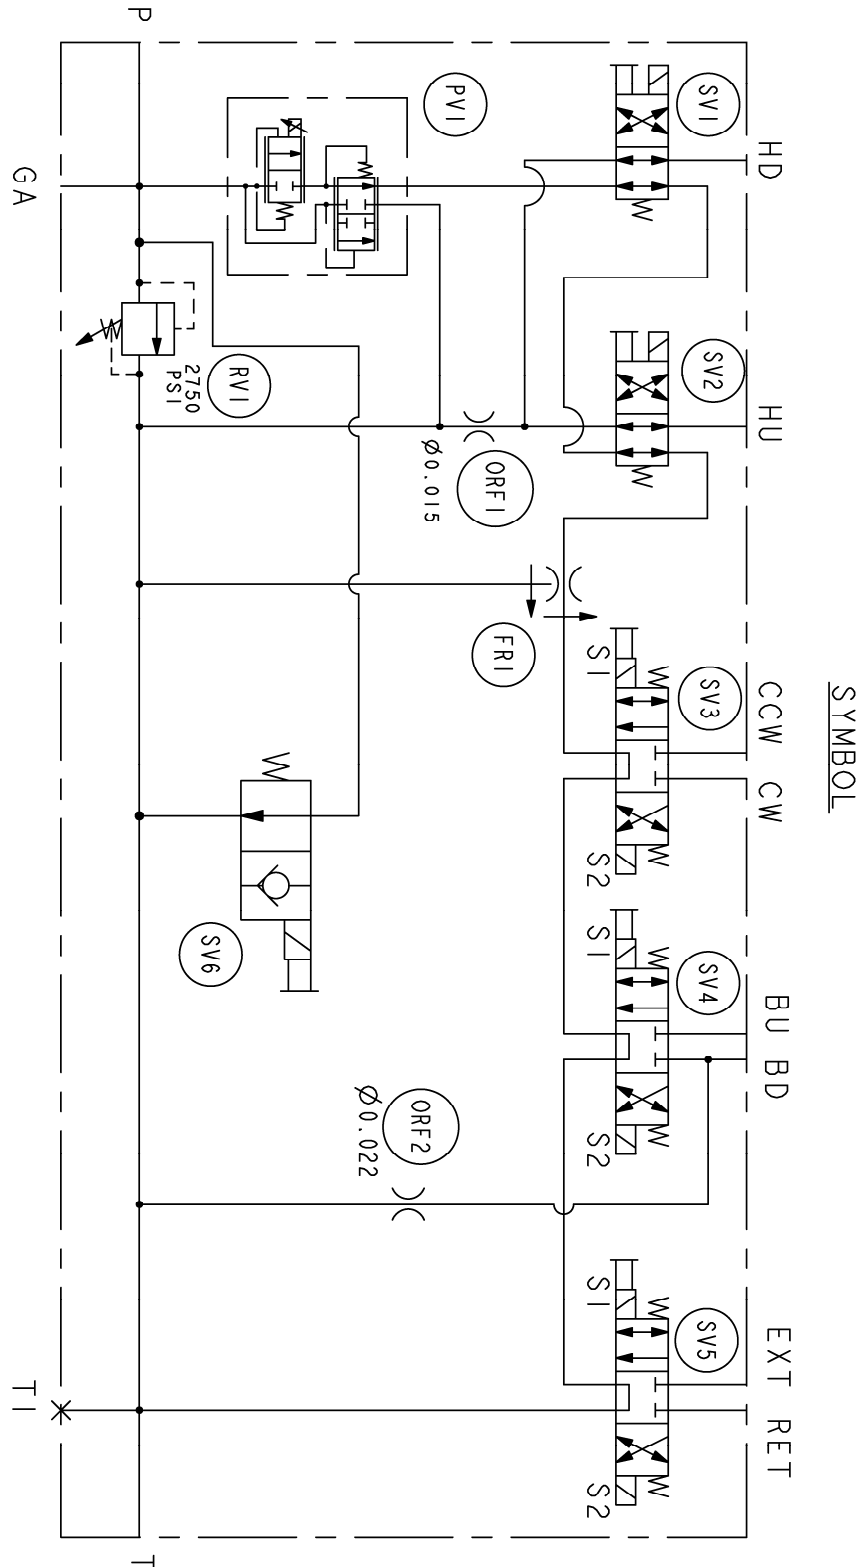 SYMBOL
HD
HU
CCW
CW
BU
BD
EXT
RET
SV1
SV2
SV3
SV4
SV5
S1
S2
S1
S2
S1
S2
PV1
ORF1
Ø0.015
FR1
ORF2
Ø0.022
RV1
2750
PSI
SV6
P
T
GA
T1